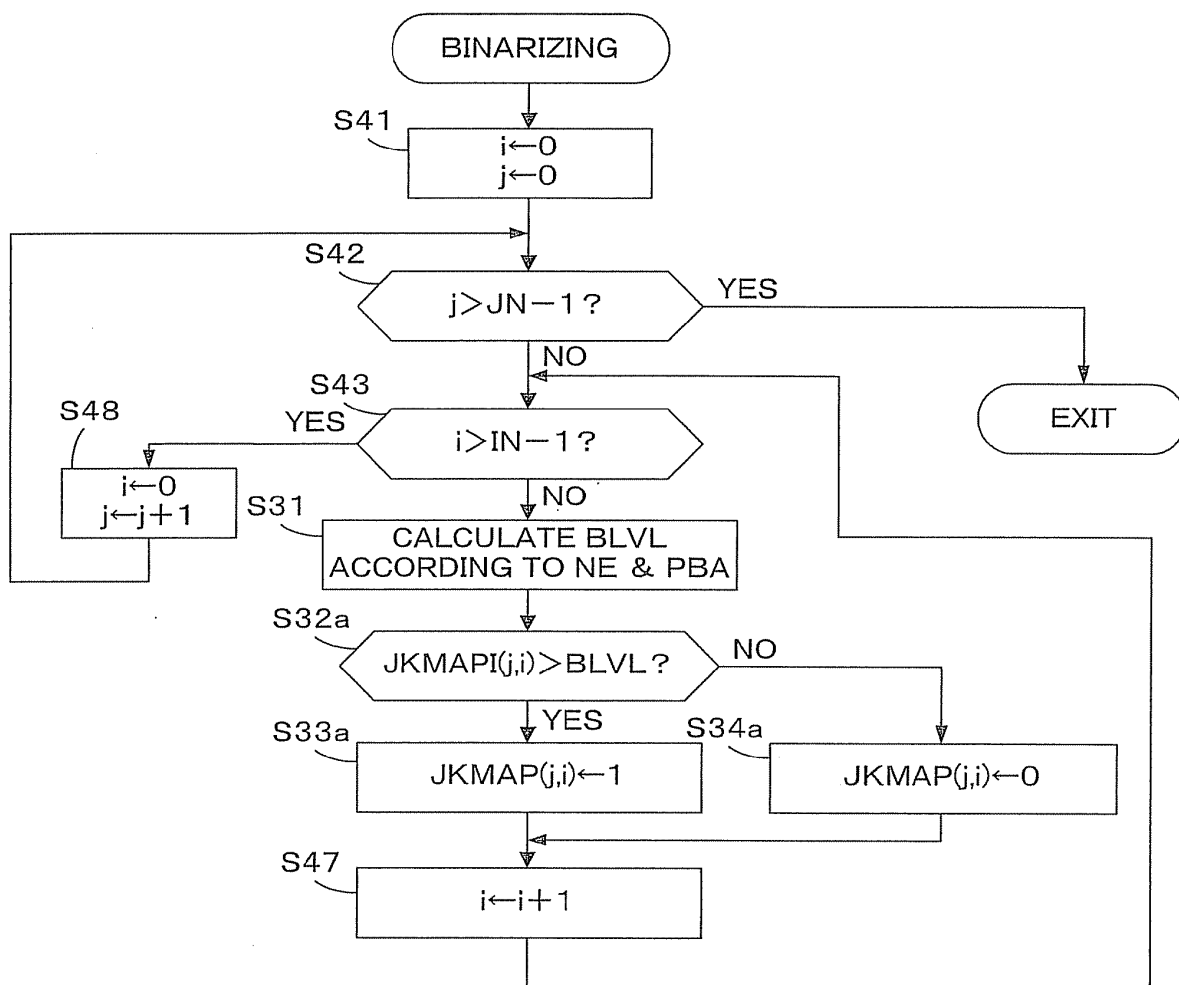 BINARIZING
S41
i←0
j←0
S42
j>JN−1?
YES
NO
S43
i>IN−1?
YES
EXIT
S48
i←0
j←j+1
NO
S31
CALCULATE BLVL
ACCORDING TO NE & PBA
S32a
JKMAPI(j,i)>BLVL?
NO
YES
S33a
JKMAP(j,i)←1
S34a
JKMAP(j,i)←0
S47
i←i+1